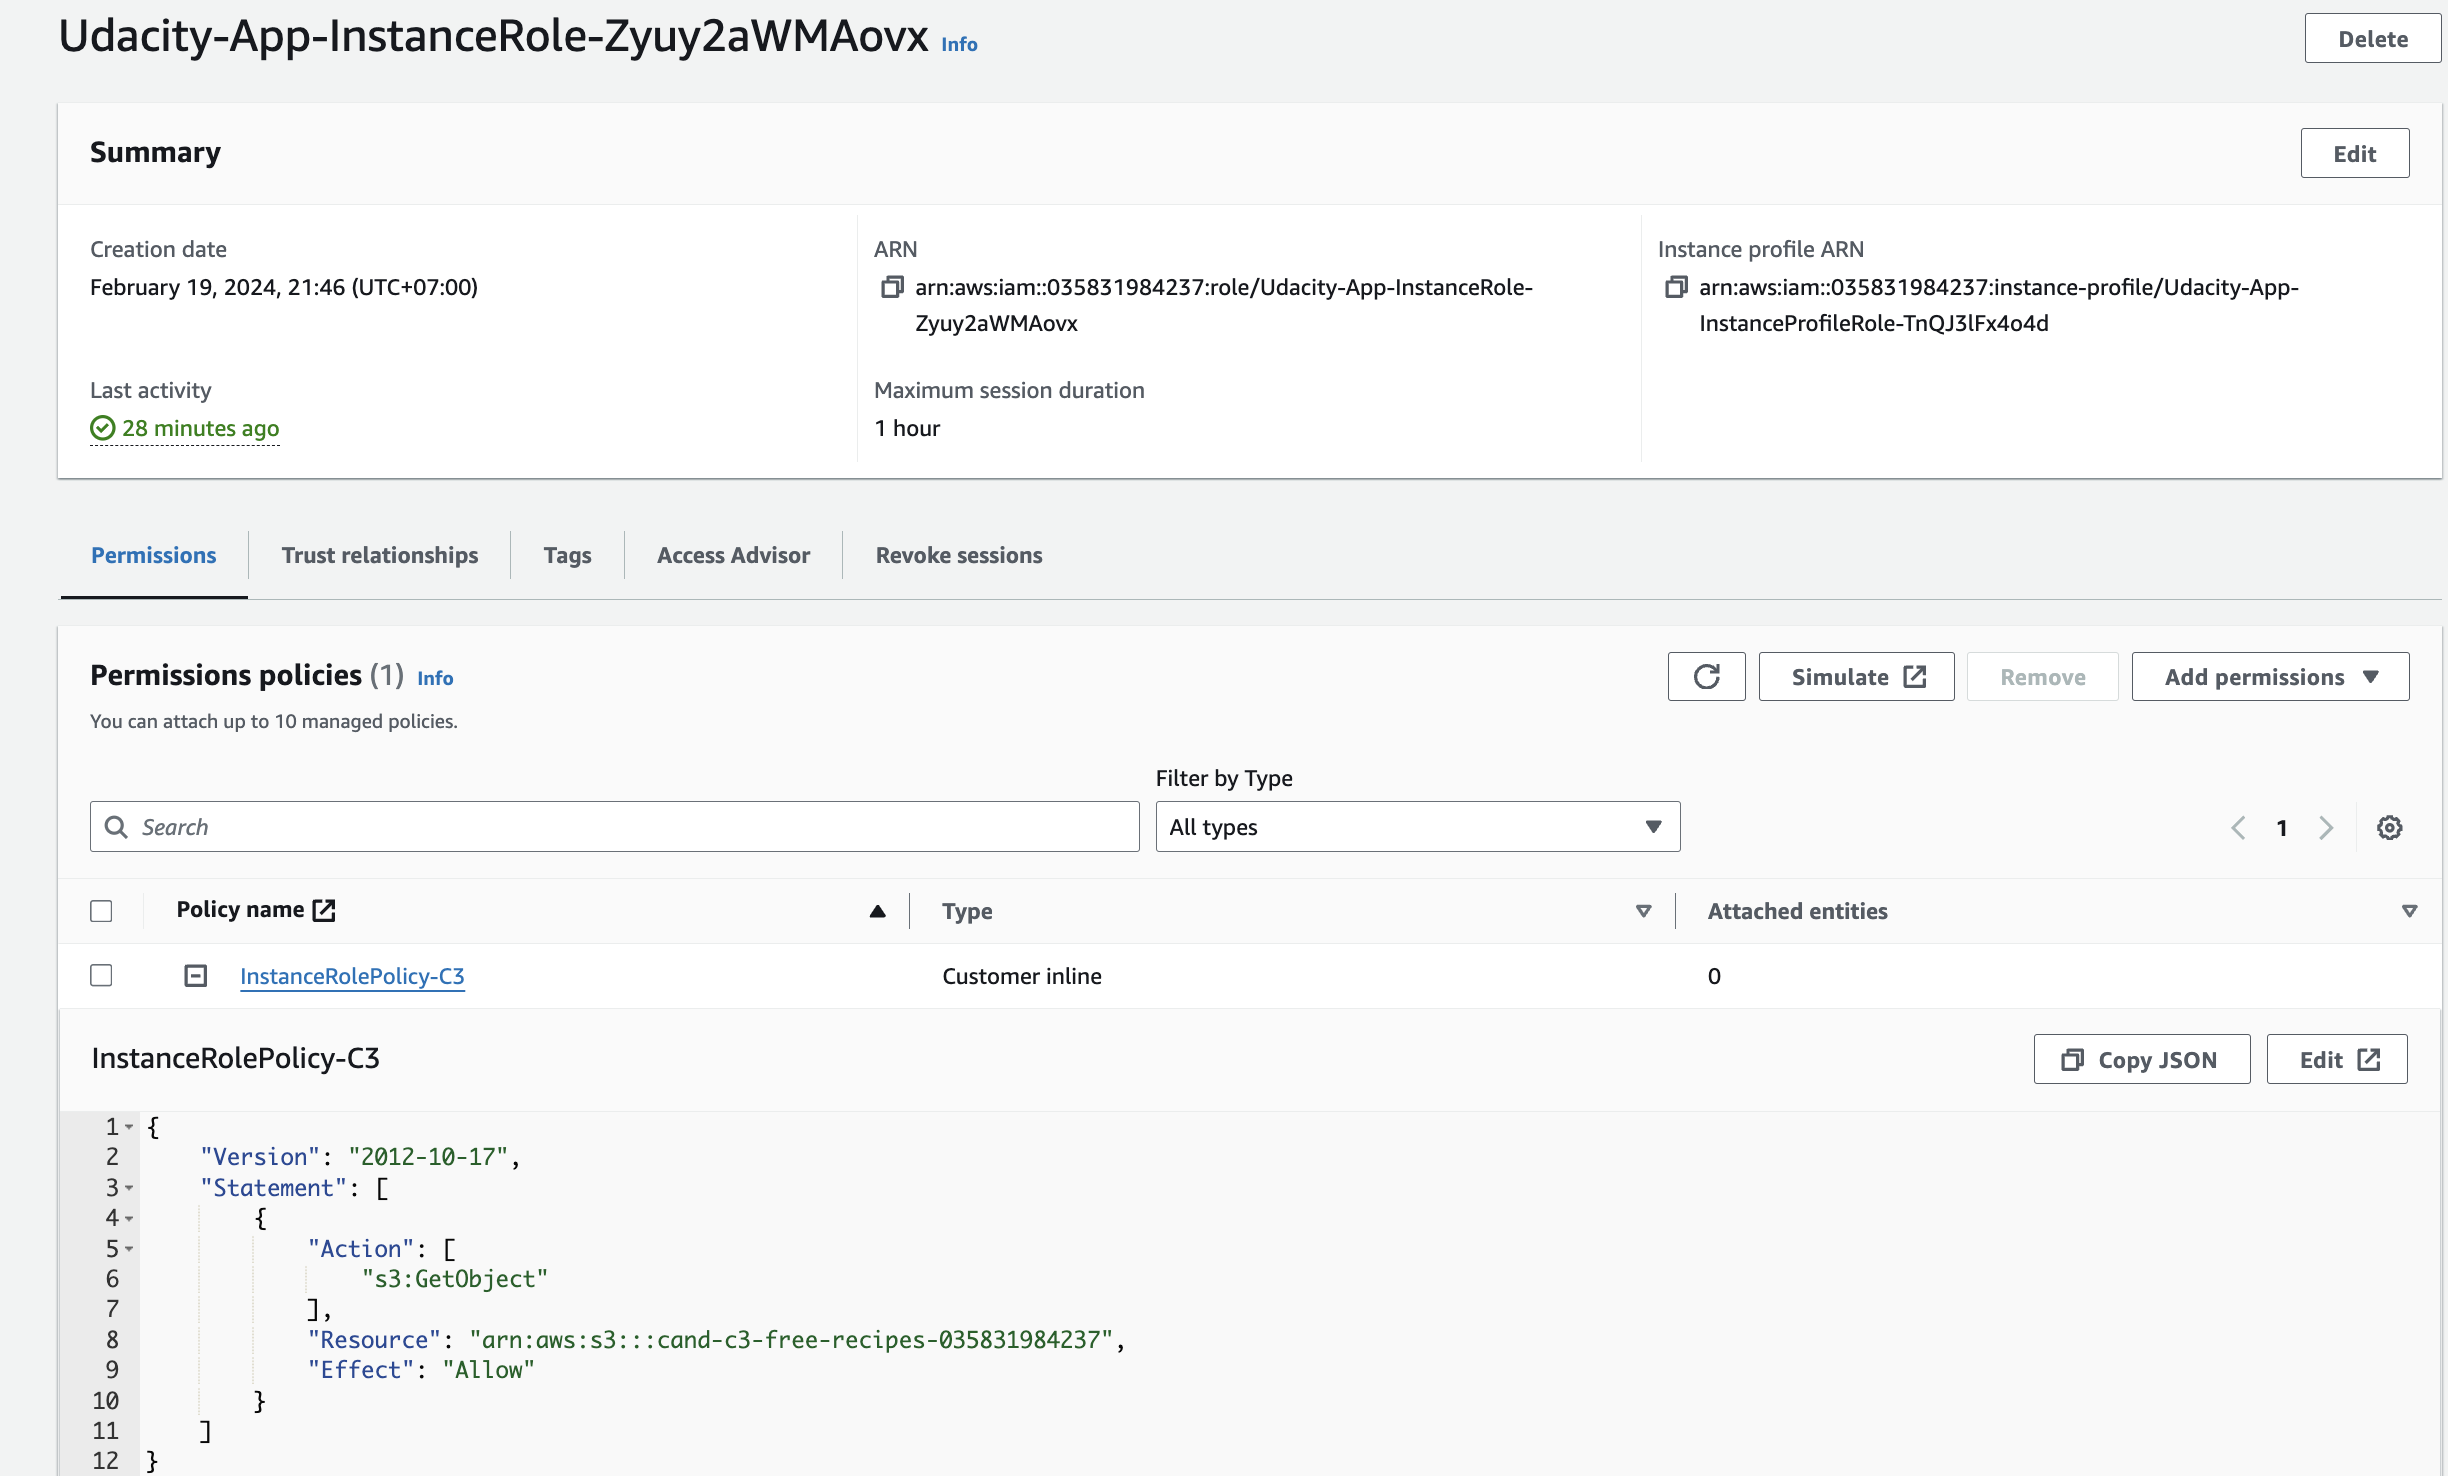 Udacity-App-InstanceRole-Zyuy2aWMAovx Info
Delete
Summary
Edit
Creation date
February 19, 2024, 21:46 (UTC+07:00)
ARN
arn:aws:iam::035831984237:role/Udacity-App-InstanceRole-
Zyuy2aWMAovx
Instance profile ARN
arn:aws:iam::035831984237:instance-profile/Udacity-App-
InstanceProfileRole-TnQJ3lFx4o4d
Last activity
28 minutes ago
Maximum session duration
1 hour
Permissions
Trust relationships
Tags
Access Advisor
Revoke sessions
Permissions policies (1) Info
You can attach up to 10 managed policies.
Simulate
Remove
Add permissions
Filter by Type
Search
All types
1
Policy name
Type
Attached entities
InstanceRolePolicy-C3
Customer inline
0
InstanceRolePolicy-C3
Copy JSON
Edit
1 {
2     "Version": "2012-10-17",
3     "Statement": [
4         {
5             "Action": [
6                 "s3:GetObject"
7             ],
8             "Resource": "arn:aws:s3:::cand-c3-free-recipes-035831984237",
9             "Effect": "Allow"
10         }
11     ]
12 }